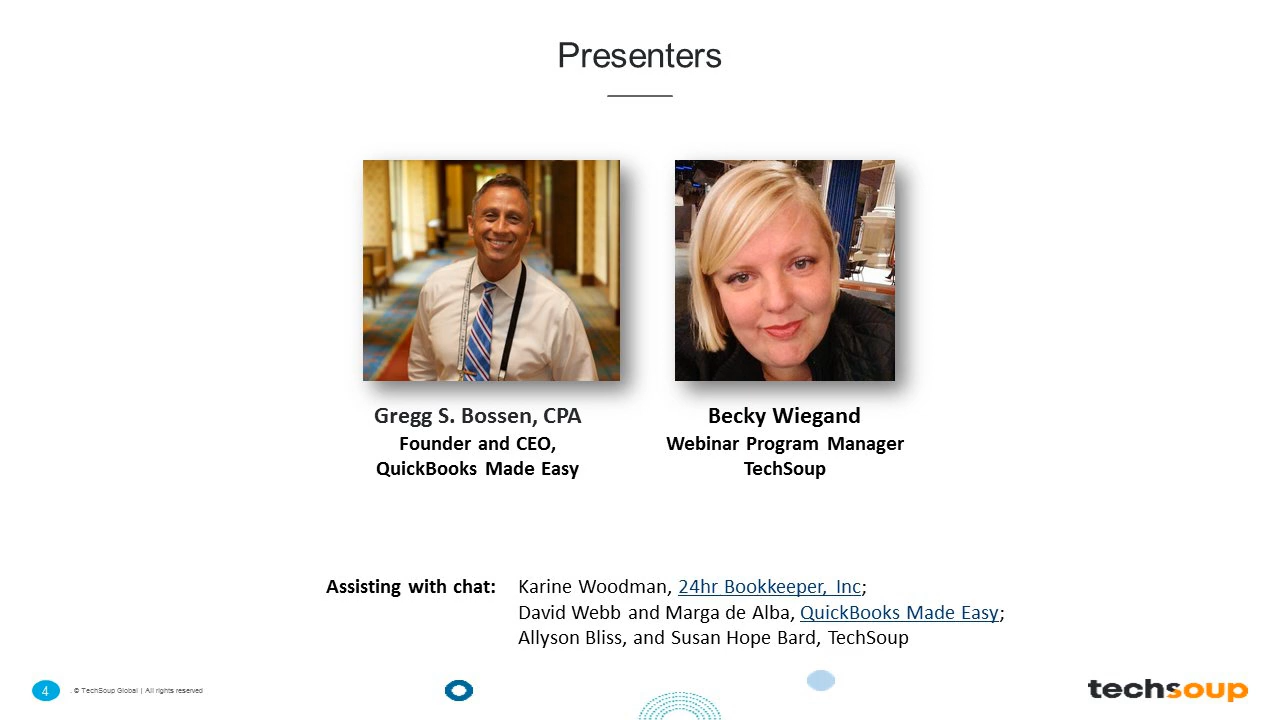 Presenters
Gregg S. Bossen, CPA
Founder and CEO,
QuickBooks Made Easy
Becky Wiegand
Webinar Program Manager
TechSoup
Assisting with chat: Karine Woodman, 24hr Bookkeeper, Inc;
David Webb and Marga de Alba, QuickBooks Made Easy;
Allyson Bliss, and Susan Hope Bard, TechSoup
4 . © TechSoup Global | All rights reserved
techsoup